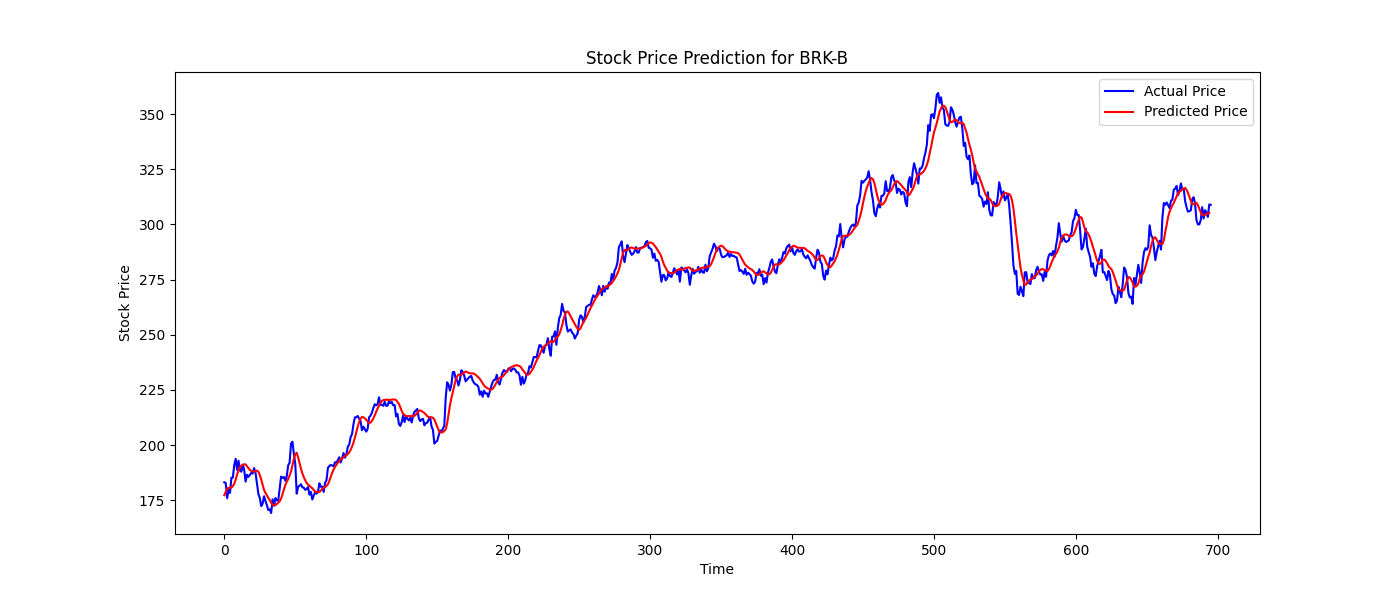 Stock Price Prediction for BRK-B
Actual Price
Predicted Price
350
325
300
275
250
225
200
175
Stock Price
0 100 200 300 400 500 600 700
Time